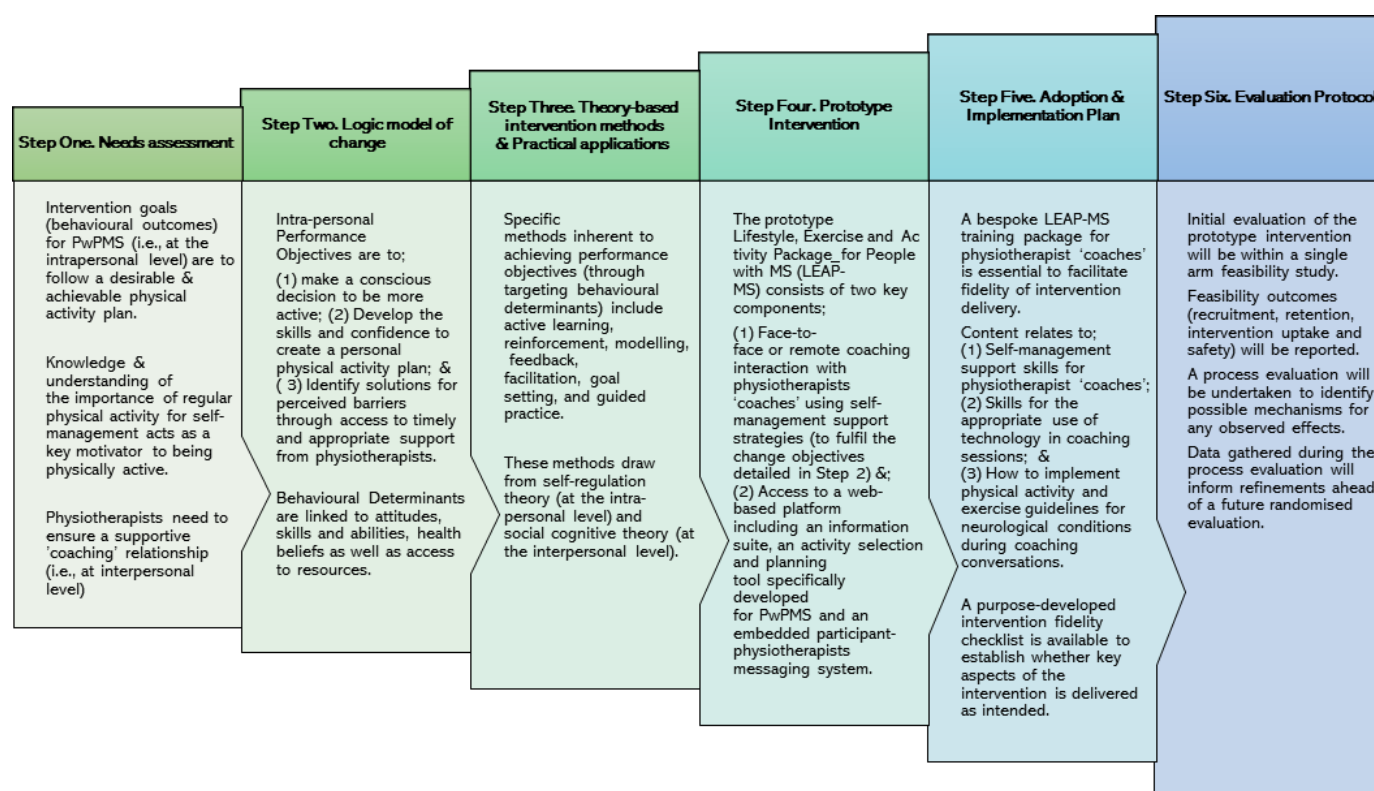 Step One. Needs assessment
Intervention goals
(behavioural outcomes)
for PwPMS (i.e., at the
intrapersonal level) are to
follow a desirable &
achievable physical
activity plan.
Knowledge &
understanding of
the importance of regular
physical activity for self-
management acts as a
key motivator to being
physically active.
Physiotherapists need to
ensure a supportive
'coaching' relationship
(i.e., at interpersonal
level)
Step Two. Logic model of
change
Intra-personal
Performance
Objectives are to;
(1) make a conscious
decision to be more
active; (2) Develop the
skills and confidence to
create a personal
physical activity plan; &
( 3) Identify solutions for
perceived barriers
through access to timely
and appropriate support
from physiotherapists.
Behavioural Determinants
are linked to attitudes,
skills and abilities, health
beliefs as well as access
to resources.
Step Three. Theory-based
intervention methods
& Practical applications
Specific
methods inherent to
achieving performance
objectives (through
targeting behavioural
determinants) include
active learning,
reinforcement, modelling,
feedback,
facilitation, goal
setting, and guided
practice.
These methods draw
from self-regulation
theory (at the intra-
personal level) and
social cognitive theory (at
the interpersonal level).
Step Four. Prototype
Intervention
The prototype
Lifestyle, Exercise and Ac
tivity Package_for People
with MS (LEAP-
MS) consists of two key
components;
(1) Face-to-
face or remote coaching
interaction with
physiotherapists
'coaches' using self-
management support
strategies (to fulfil the
change objectives
detailed in Step 2) &;
(2) Access to a web-
based platform
including an information
suite, an activity selection
and planning
tool specifically
developed
for PwPMS and an
embedded participant-
physiotherapists
messaging system.
Step Five. Adoption &
Implementation Plan
A bespoke LEAP-MS
training package for
physiotherapist 'coaches'
is essential to facilitate
fidelity of intervention
delivery.
Content relates to;
(1) Self-management
support skills for
physiotherapist 'coaches';
(2) Skills for the
appropriate use of
technology in coaching
sessions; &
(3) How to implement
physical activity and
exercise guidelines for
neurological conditions
during coaching
conversations.
A purpose-developed
intervention fidelity
checklist is available to
establish whether key
aspects of the
intervention is delivered
as intended.
Step Six. Evaluation Protocol
Initial evaluation of the
prototype intervention
will be within a single
arm feasibility study.
Feasibility outcomes
(recruitment, retention,
intervention uptake and
safety) will be reported.
A process evaluation will
be undertaken to identify
possible mechanisms for
any observed effects.
Data gathered during the
process evaluation will
inform refinements ahead
of a future randomised
evaluation.